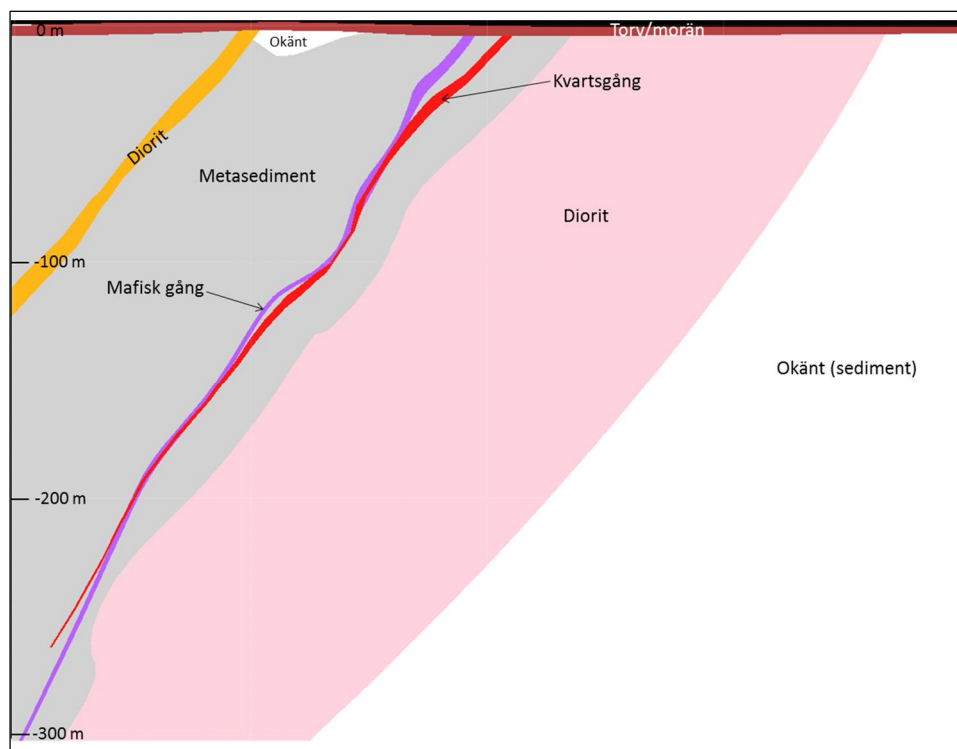 0 m
Torv/morän
Okänt
Kvartsgång
Diorit
Metasediment
Diorit
-100 m
Mafisk gång
Okänt (sediment)
-200 m
-300 m